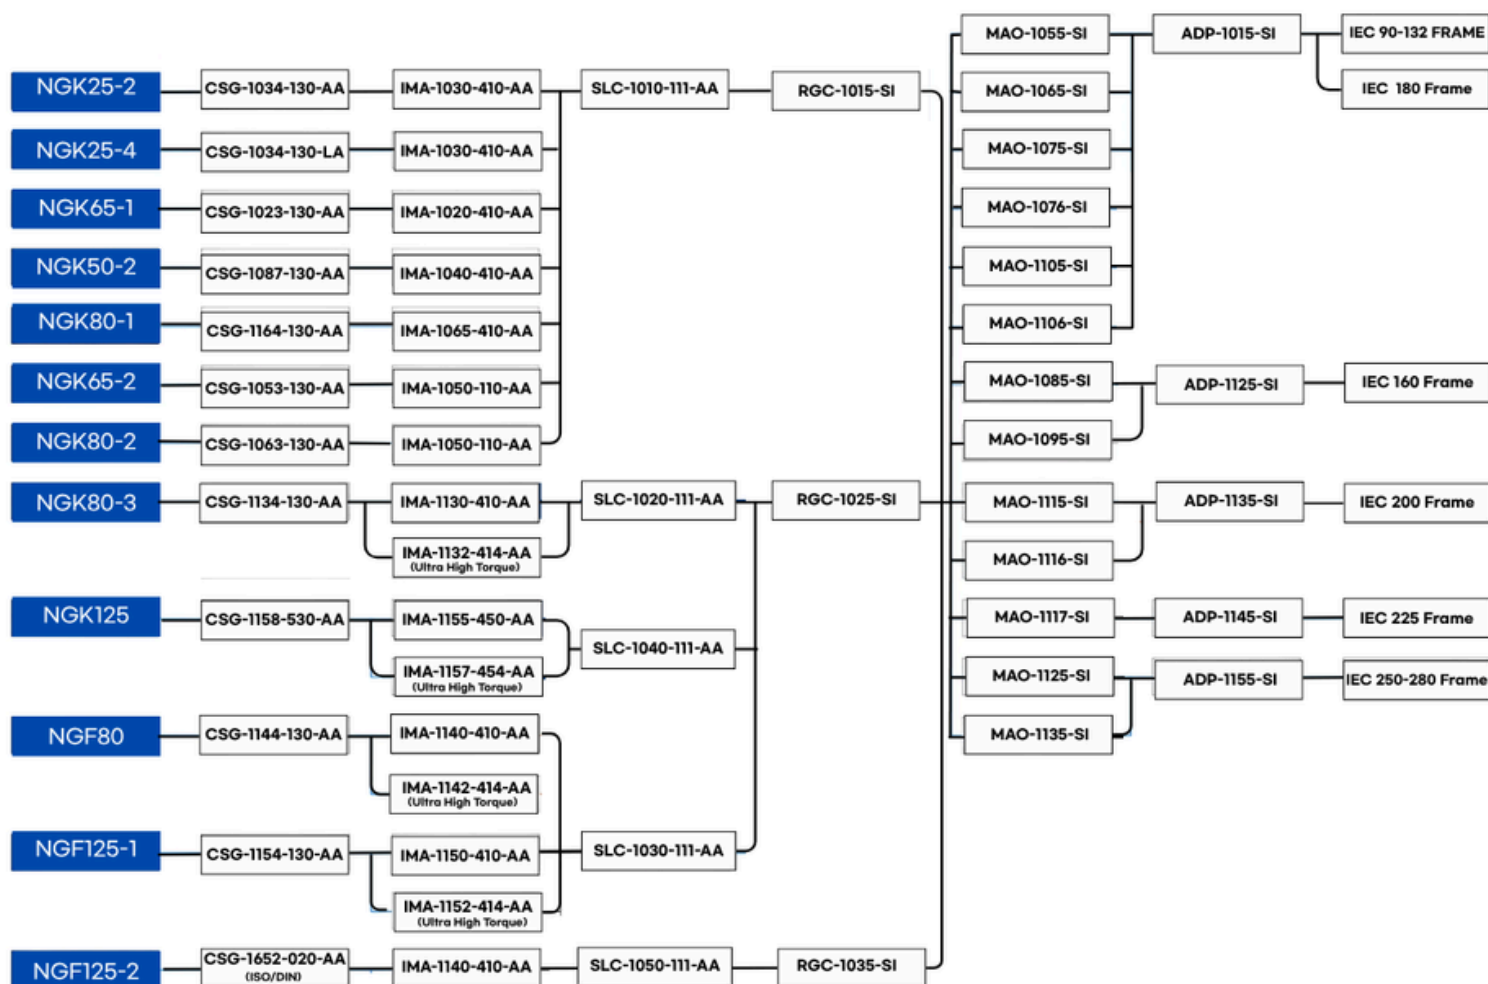 MAO-1055-SI
ADP-1015-SI
IEC 90-132 FRAME
NGK25-2
CSG-1034-130-AA
IMA-1030-410-AA
SLC-1010-111-AA
RGC-1015-SI
MAO-1065-SI
IEC 180 Frame
NGK25-4
CSG-1034-130-LA
IMA-1030-410-AA
MAO-1075-SI
NGK65-1
CSG-1023-130-AA
IMA-1020-410-AA
MAO-1076-SI
NGK50-2
CSG-1087-130-AA
IMA-1040-410-AA
MAO-1105-SI
NGK80-1
CSG-1164-130-AA
IMA-1065-410-AA
MAO-1106-SI
NGK65-2
CSG-1053-130-AA
IMA-1050-110-AA
MAO-1085-SI
ADP-1125-SI
IEC 160 Frame
NGK80-2
CSG-1063-130-AA
IMA-1050-110-AA
MAO-1095-SI
NGK80-3
CSG-1134-130-AA
IMA-1130-410-AA
SLC-1020-111-AA
RGC-1025-SI
MAO-1115-SI
ADP-1135-SI
IEC 200 Frame
IMA-1132-414-AA
(Ultra High Torque)
MAO-1116-SI
NGK125
CSG-1158-530-AA
IMA-1155-450-AA
SLC-1040-111-AA
MAO-1117-SI
ADP-1145-SI
IEC 225 Frame
IMA-1157-454-AA
(Ultra High Torque)
MAO-1125-SI
ADP-1155-SI
IEC 250-280 Frame
NGF80
CSG-1144-130-AA
IMA-1140-410-AA
MAO-1135-SI
IMA-1142-414-AA
(Ultra High Torque)
NGF125-1
CSG-1154-130-AA
IMA-1150-410-AA
SLC-1030-111-AA
IMA-1152-414-AA
(Ultra High Torque)
NGF125-2
CSG-1652-020-AA
(ISO/DIN)
IMA-1140-410-AA
SLC-1050-111-AA
RGC-1035-SI